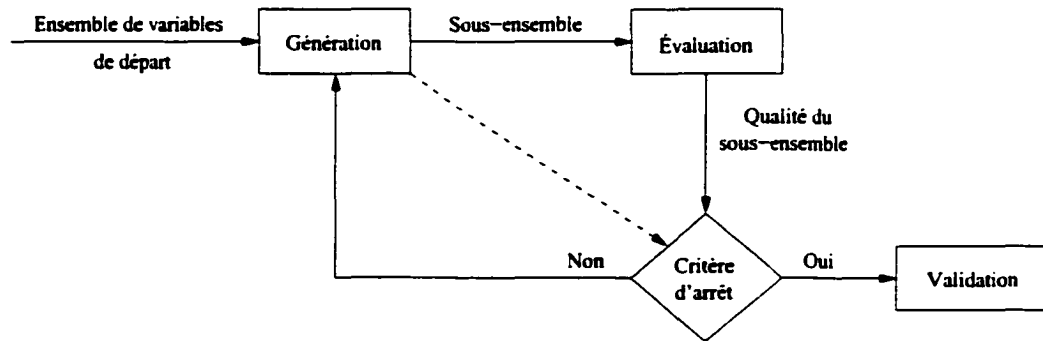 Ensemble de variables
de départ
Génération
Sous-ensemble
Évaluation
Qualité du
sous-ensemble
Non
Critère
d'arrêt
Oui
Validation